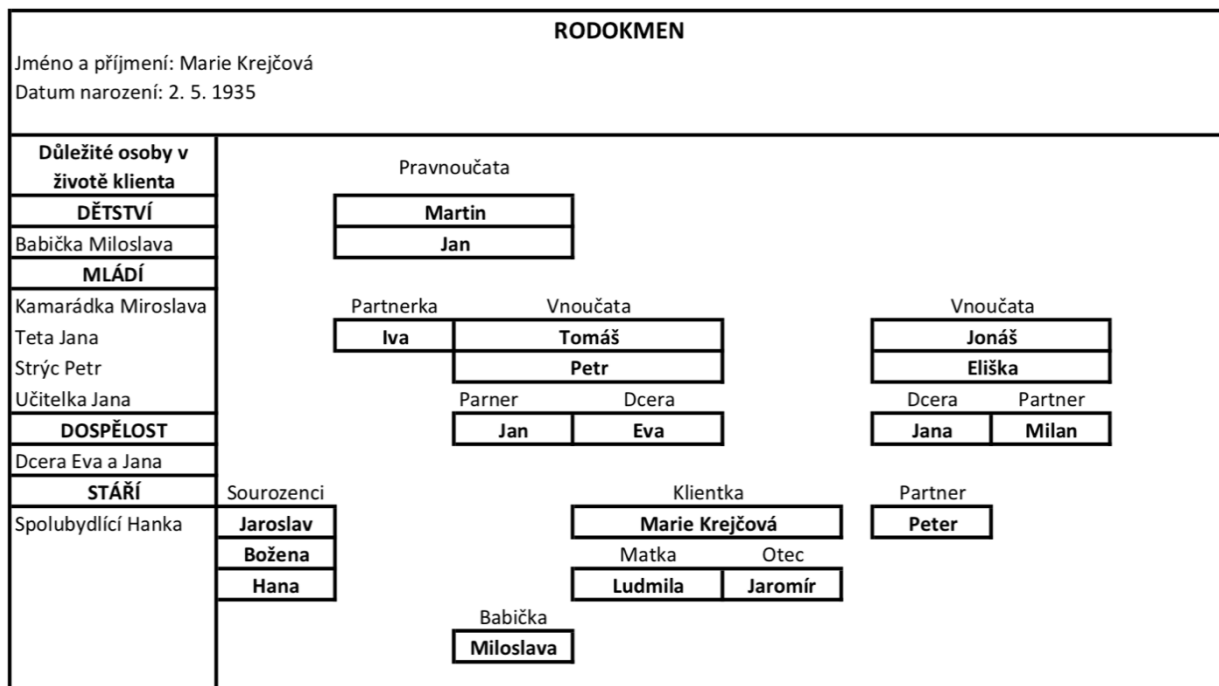 RODOKMEN
Jméno a příjmení: Marie Krejčová
Datum narození: 2. 5. 1935
Důležité osoby v
životě klienta
Pravnoučata
DĚTSTVÍ
Martin
Babička Miloslava
Jan
MLÁDÍ
Kamarádka Miroslava
Partnerka
Vnoučata
Vnoučata
Teta Jana
Iva
Tomáš
Jonáš
Strýc Petr
Petr
Eliška
Učitelka Jana
Parner
Dcera
Dcera
Partner
DOSPĚLOST
Jan
Eva
Jana
Milan
Dcera Eva a Jana
STÁŘÍ
Sourozenci
Klientka
Partner
Spolubydlící Hanka
Jaroslav
Marie Krejčová
Peter
Božena
Matka
Otec
Hana
Ludmila
Jaromír
Babička
Miloslava